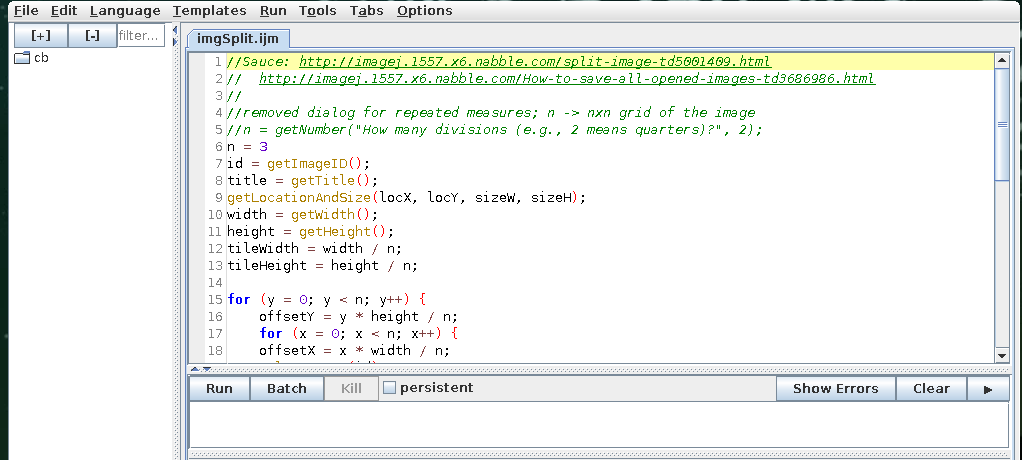 File Edit Language Templates Run Tools Tabs Options
[+] [-] filter...
cb
imgSplit.ijm
1 //Sauce: http://imagej.1557.x6.nabble.com/split-image-td5001409.html
2 //  http://imagej.1557.x6.nabble.com/How-to-save-all-opened-images-td3686986.html
3 //
4 //removed dialog for repeated measures; n -> nxn grid of the image
5 //n = getNumber("How many divisions (e.g., 2 means quarters)?", 2);
6 n = 3
7 id = getImageID();
8 title = getTitle();
9 getLocationAndSize(locX, locY, sizeW, sizeH);
10 width = getWidth();
11 height = getHeight();
12 tileWidth = width / n;
13 tileHeight = height / n;
14
15 for (y = 0; y < n; y++) {
16     offsetY = y * height / n;
17     for (x = 0; x < n; x++) {
18     offsetX = x * width / n;
Run Batch Kill persistent Show Errors Clear